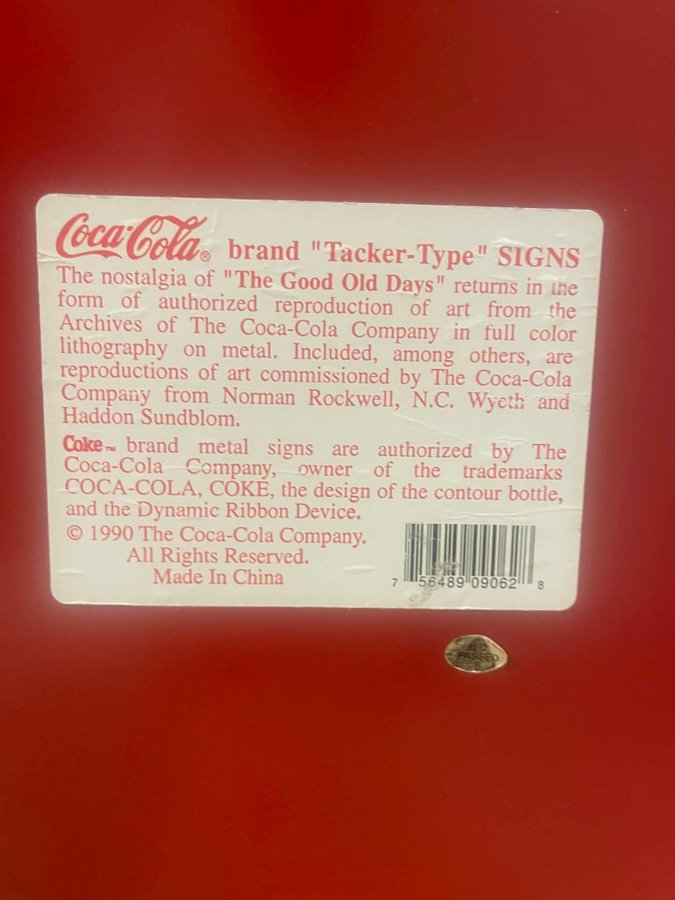 Coca-Cola® brand "Tacker-Type" SIGNS
The nostalgia of "The Good Old Days" returns in the
form of authorized reproduction of art from the
Archives of The Coca-Cola Company in full color
lithography on metal. Included, among others, are
reproductions of art commissioned by The Coca-Cola
Company from Norman Rockwell, N.C. Wyeth and
Haddon Sundblom.
Coke™ brand metal signs are authorized by The
Coca-Cola Company, owner of the trademarks
COCA-COLA, COKE, the design of the contour bottle,
and the Dynamic Ribbon Device.
© 1990 The Coca-Cola Company.
All Rights Reserved.
Made In China
7 56489 09062 8
PASSED